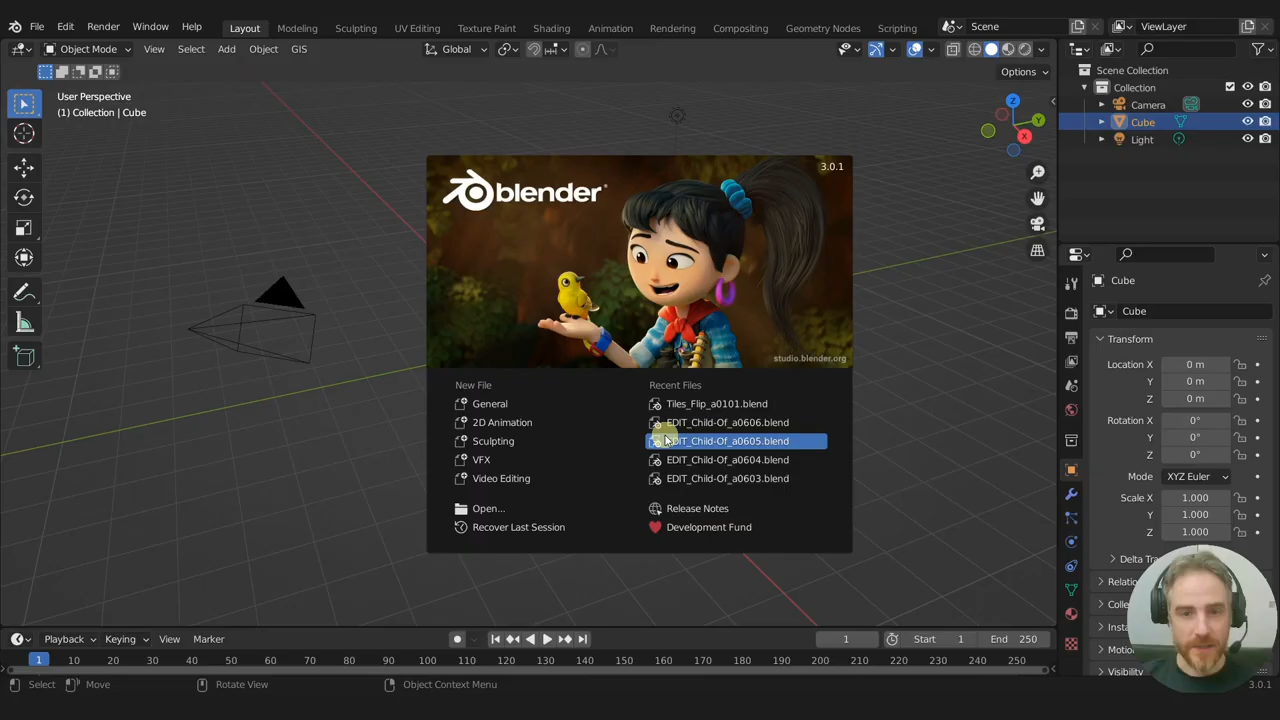 File Edit Render Window Help Layout Modeling Sculpting UV Editing Texture Paint Shading Animation Rendering Compositing Geometry Nodes Scripting Scene ViewLayer
Object Mode View Select Add Object GIS Global
Options
User Perspective
(1) Collection | Cube
Z
Y
X
Scene Collection
Collection
Camera
Cube
Light
3.0.1
blender
studio.blender.org
New File
General
2D Animation
Sculpting
VFX
Video Editing
Open...
Recover Last Session
Recent Files
Tiles_Flip_a0101.blend
EDIT_Child-Of_a0606.blend
EDIT_Child-Of_a0605.blend
EDIT_Child-Of_a0604.blend
EDIT_Child-Of_a0603.blend
Release Notes
Development Fund
Cube
Cube
Transform
Location X 0 m
Y 0 m
Z 0 m
Rotation X 0°
Y 0°
Z 0°
Mode XYZ Euler
Scale X 1.000
Y 1.000
Z 1.000
Playback Keying View Marker 1 Start 1 End 250
1 10 20 30 40 50 60 70 80 90 100 110 120 130 140 150 160 170 180 190 200 210 220 230 240 250
Select Move Rotate View Object Context Menu 3.0.1